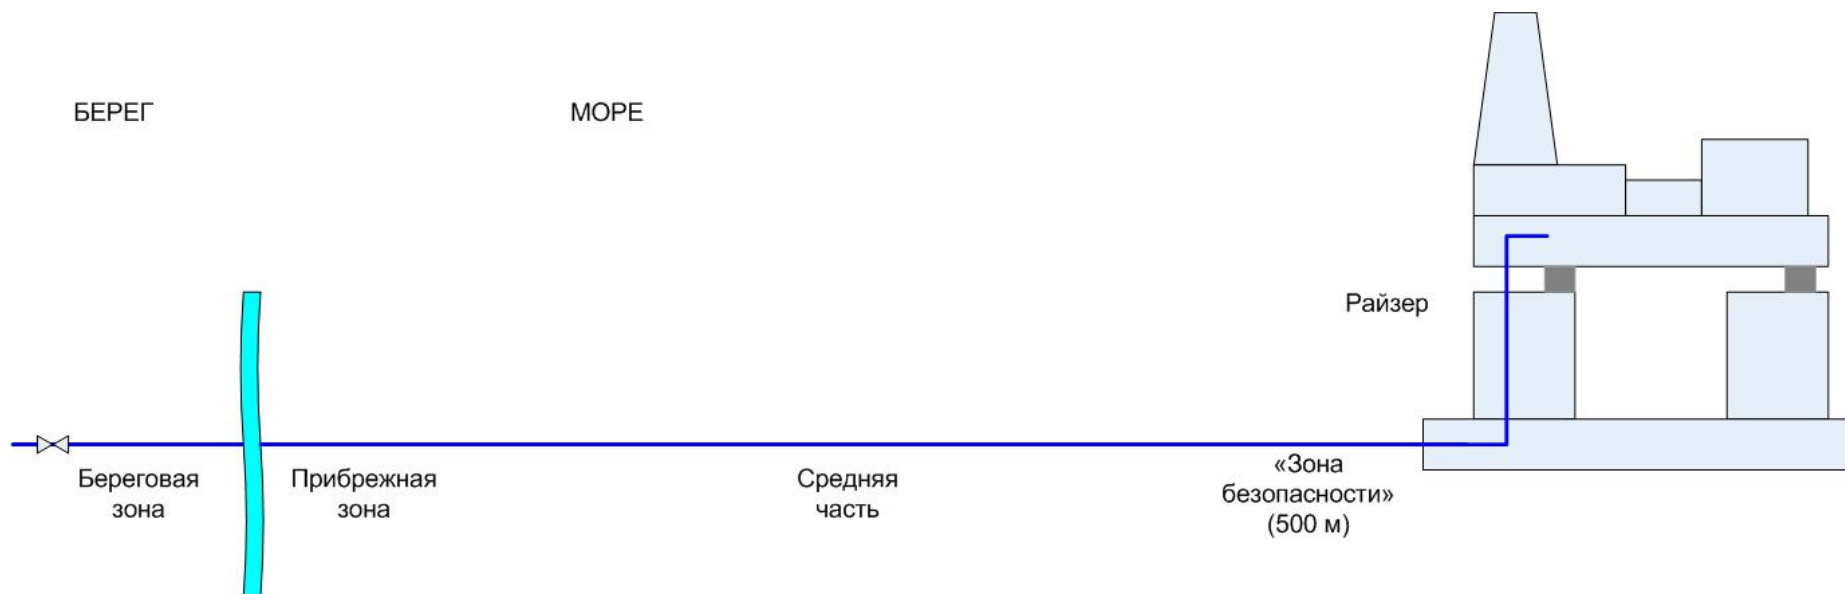 БЕРЕГ
МОРЕ
Райзер
Береговая
зона
Прибрежная
зона
Средняя
часть
«Зона
безопасности»
(500 м)